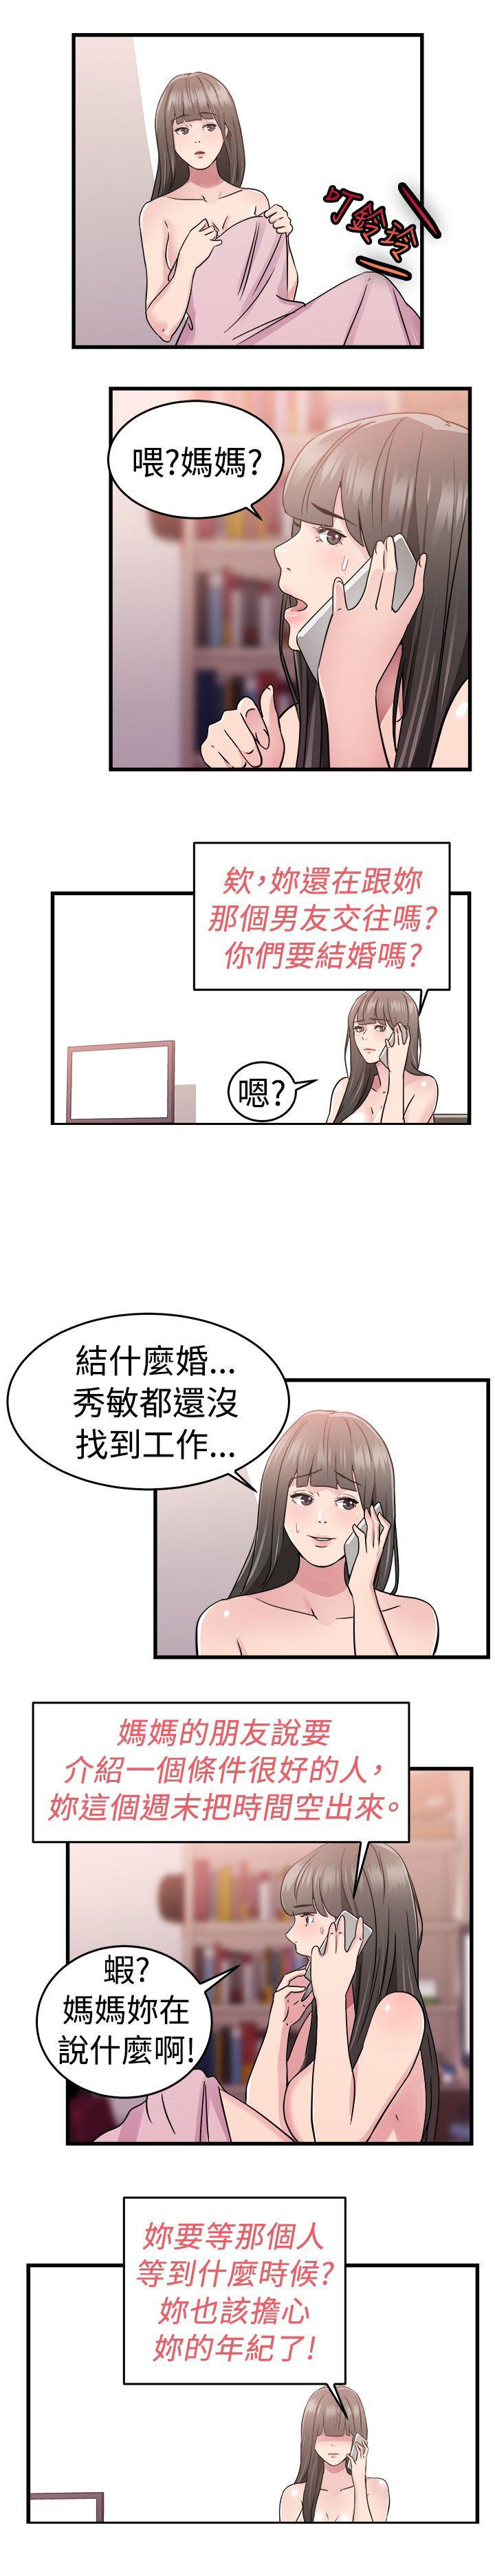 叮鈴玲
喂?媽媽?
欸,妳還在跟妳
那個男友交往嗎?
你們要結婚嗎?
嗯?
結什麼婚...
秀敏都還沒
找到工作...
媽媽的朋友說要
介紹一個條件很好的人,
妳這個週末把時間空出來。
蝦?
媽媽妳在
說什麼啊!
妳要等那個人
等到什麼時候?
妳也該擔心
妳的年紀了!